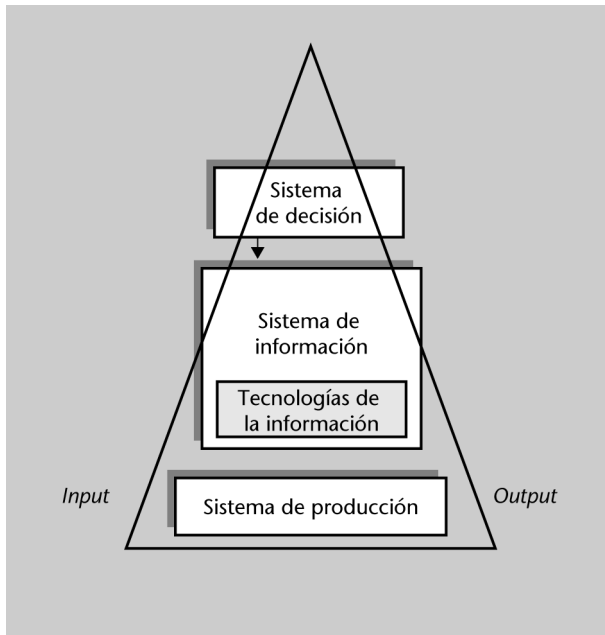 Sistema
de decisión
Sistema de
información
Tecnologías de
la información
Input
Sistema de producción
Output